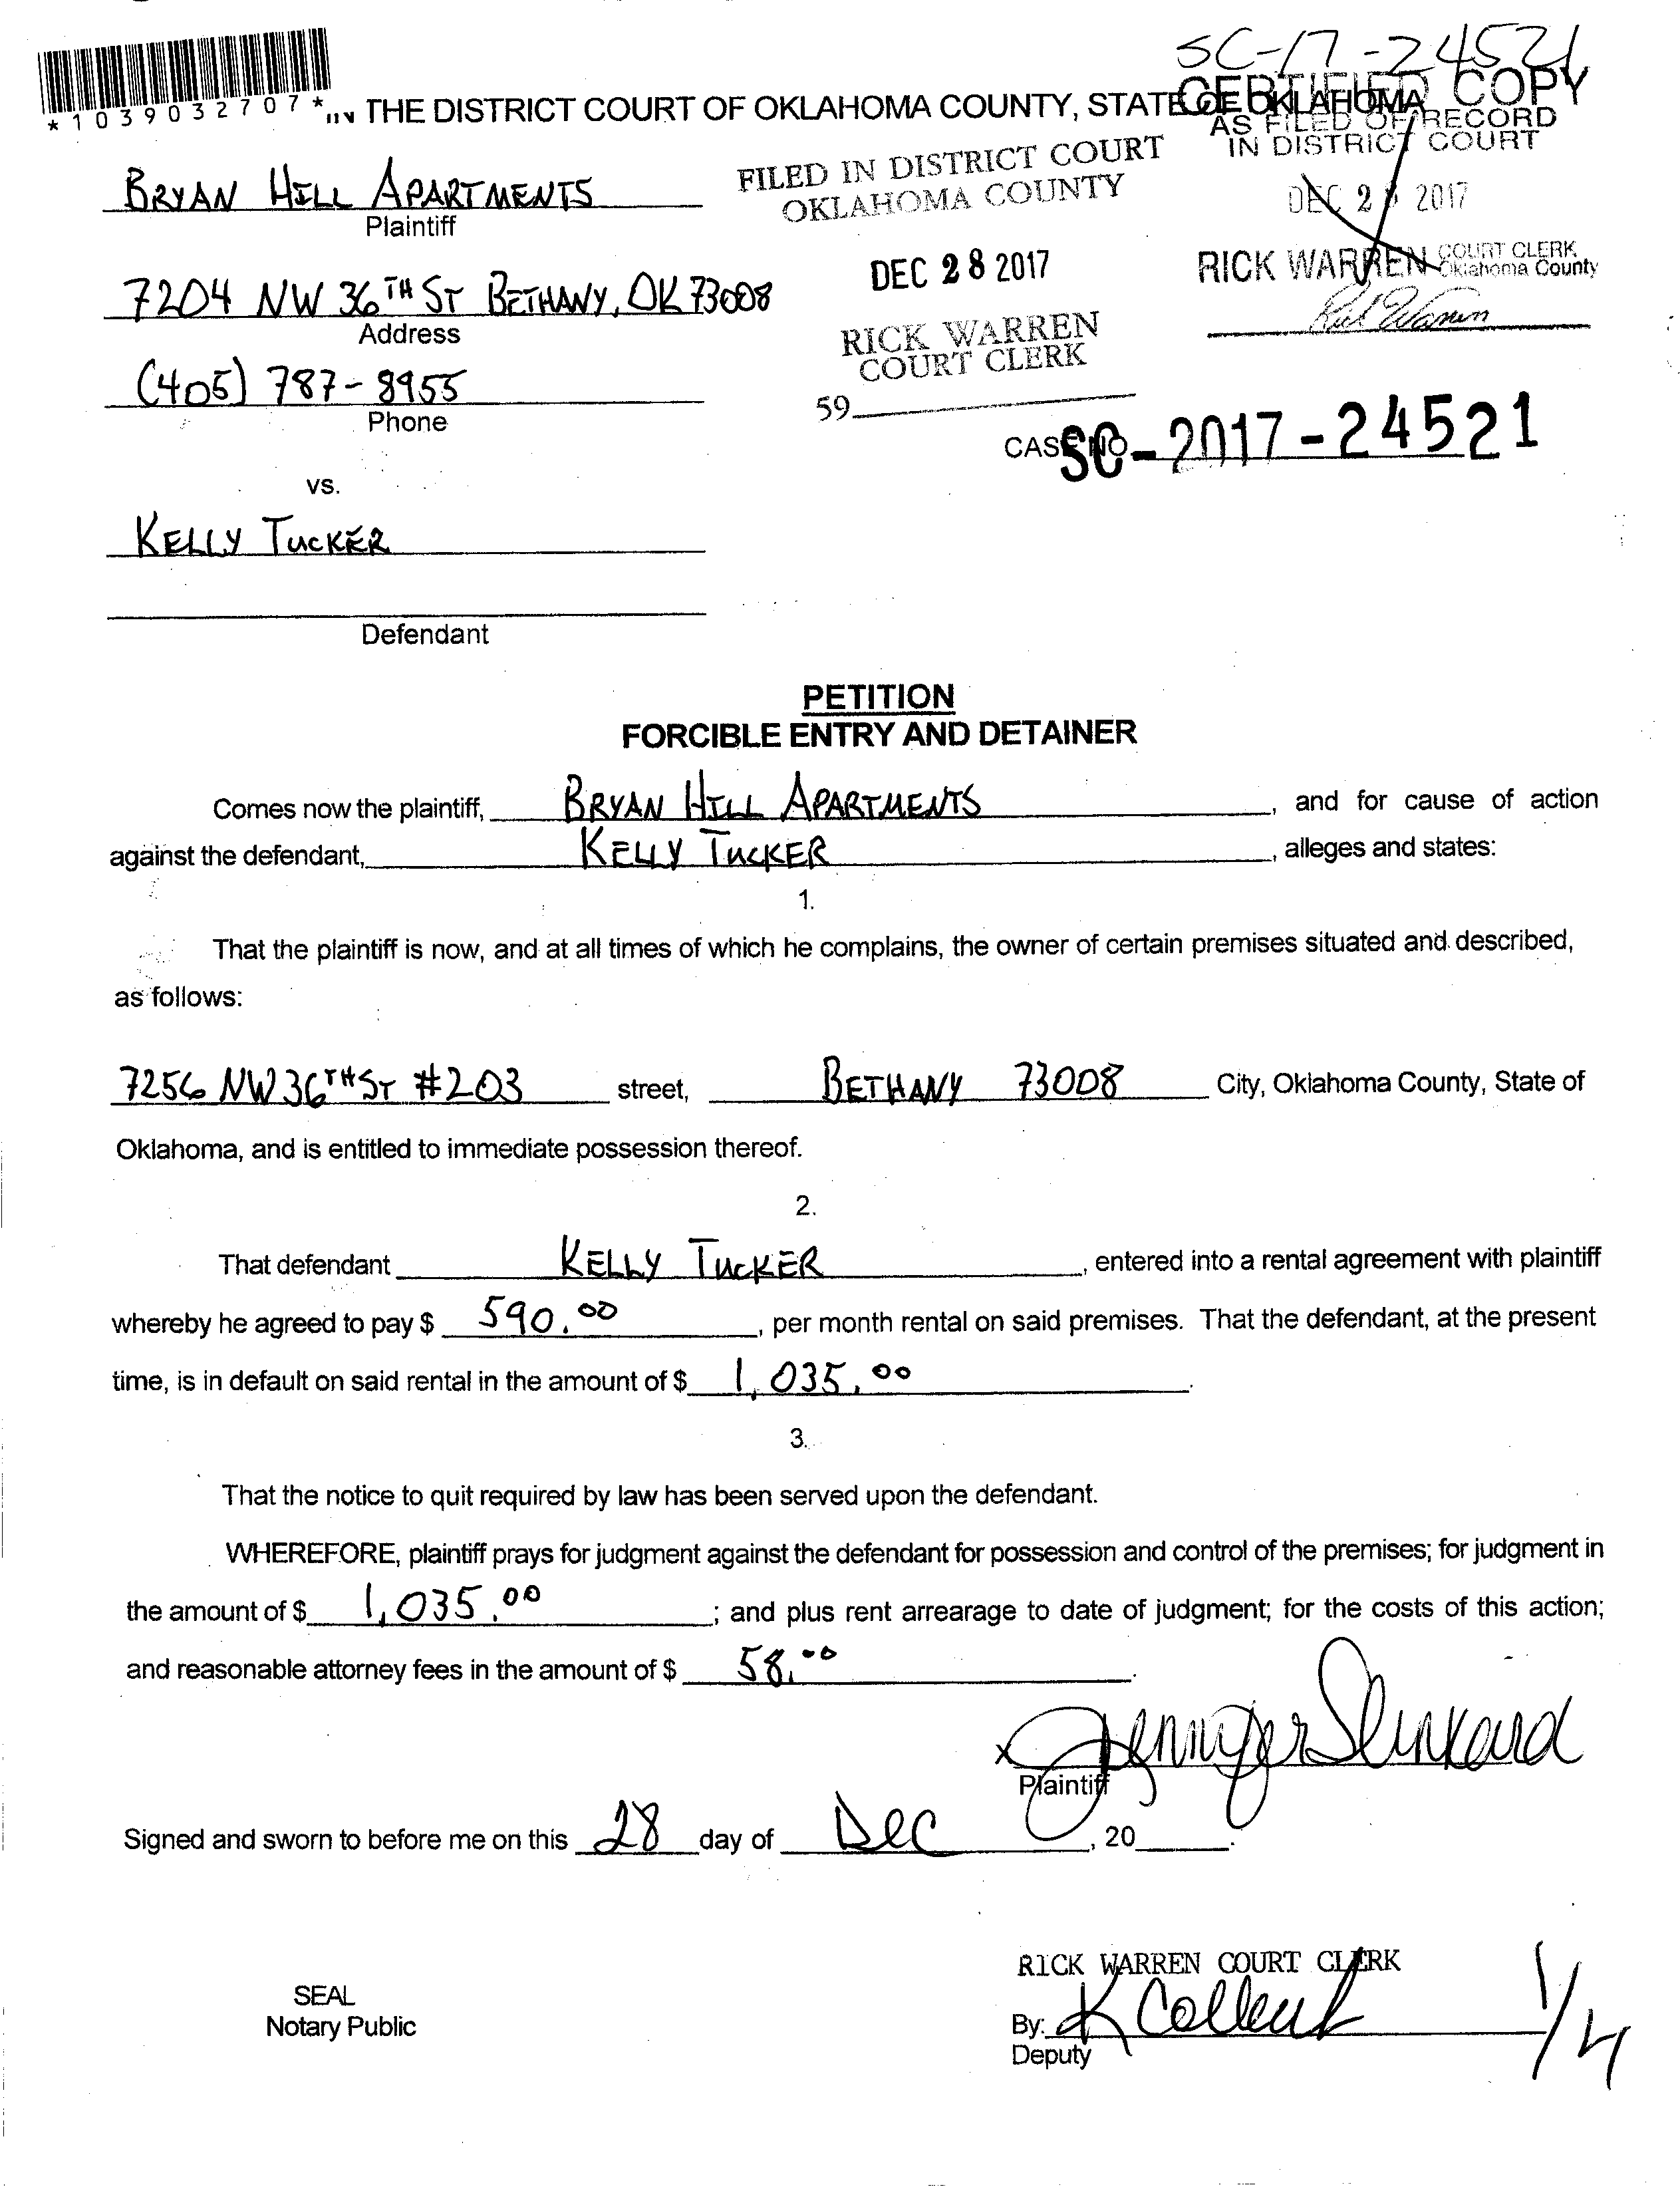 SC-17-24521
CERTIFIED COPY
AS FILED OF RECORD
IN DISTRICT COURT
DEC 28 2017
RICK WARREN COURT CLERK
Oklahoma County
Rick Warren
*1039032707*
IN THE DISTRICT COURT OF OKLAHOMA COUNTY, STATE OF OKLAHOMA
FILED IN DISTRICT COURT
OKLAHOMA COUNTY
DEC 28 2017
RICK WARREN
COURT CLERK
59
BRYAN HILL APARTMENTS
Plaintiff
7204 NW 36TH ST BETHANY, OK 73008
Address
(405) 787-8955
Phone
CASE NO. SC-2017-24521
vs.
KELLY TUCKER
Defendant
PETITION
FORCIBLE ENTRY AND DETAINER
Comes now the plaintiff, BRYAN HILL APARTMENTS, and for cause of action
against the defendant, KELLY TUCKER, alleges and states:
1.
That the plaintiff is now, and at all times of which he complains, the owner of certain premises situated and described,
as follows:
7256 NW 36TH ST #203 street, BETHANY 73008 City, Oklahoma County, State of
Oklahoma, and is entitled to immediate possession thereof.
2.
That defendant KELLY TUCKER, entered into a rental agreement with plaintiff
whereby he agreed to pay $ 590.00, per month rental on said premises. That the defendant, at the present
time, is in default on said rental in the amount of $ 1,035.00.
3.
That the notice to quit required by law has been served upon the defendant.
WHEREFORE, plaintiff prays for judgment against the defendant for possession and control of the premises; for judgment in
the amount of $ 1,035.00; and plus rent arrearage to date of judgment; for the costs of this action;
and reasonable attorney fees in the amount of $ 58.00.
x Jennifer
Plaintiff
Signed and sworn to before me on this 28 day of Dec, 20 .
RICK WARREN COURT CLERK
SEAL
Notary Public
By: K
Deputy
1/4